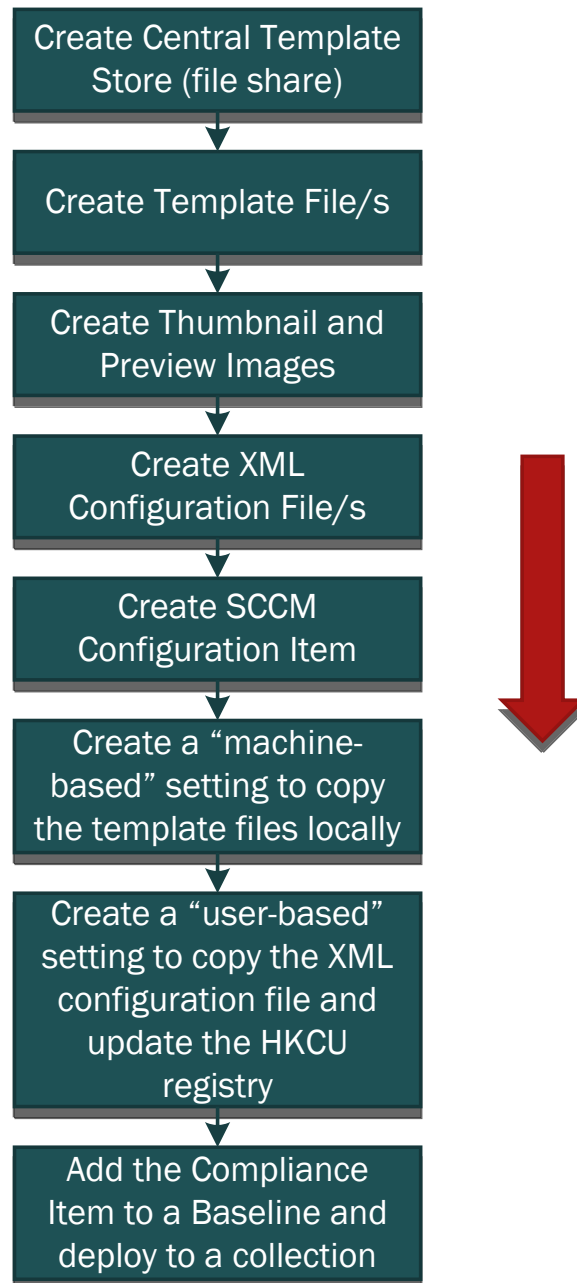 Create Central Template
Store (file share)
Create Template File/s
Create Thumbnail and
Preview Images
Create XML
Configuration File/s
Create SCCM
Configuration Item
Create a “machine-
based” setting to copy
the template files locally
Create a “user-based”
setting to copy the XML
configuration file and
update the HKCU
registry
Add the Compliance
Item to a Baseline and
deploy to a collection